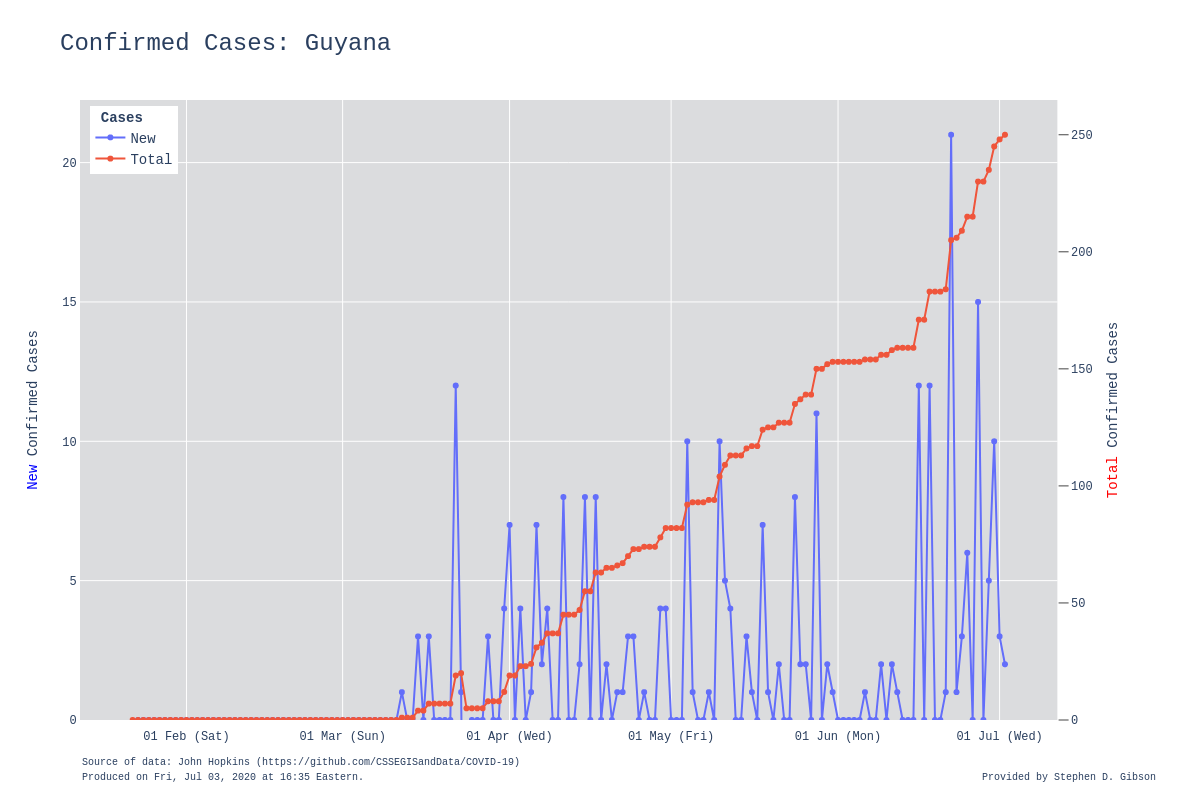 Confirmed Cases: Guyana
Cases
New
Total
20
15
10
5
0
250
200
150
100
50
0
New Confirmed Cases
Total Confirmed Cases
01 Feb (Sat)
01 Mar (Sun)
01 Apr (Wed)
01 May (Fri)
01 Jun (Mon)
01 Jul (Wed)
Source of data: John Hopkins (https://github.com/CSSEGISandData/COVID-19)
Produced on Fri, Jul 03, 2020 at 16:35 Eastern.
Provided by Stephen D. Gibson